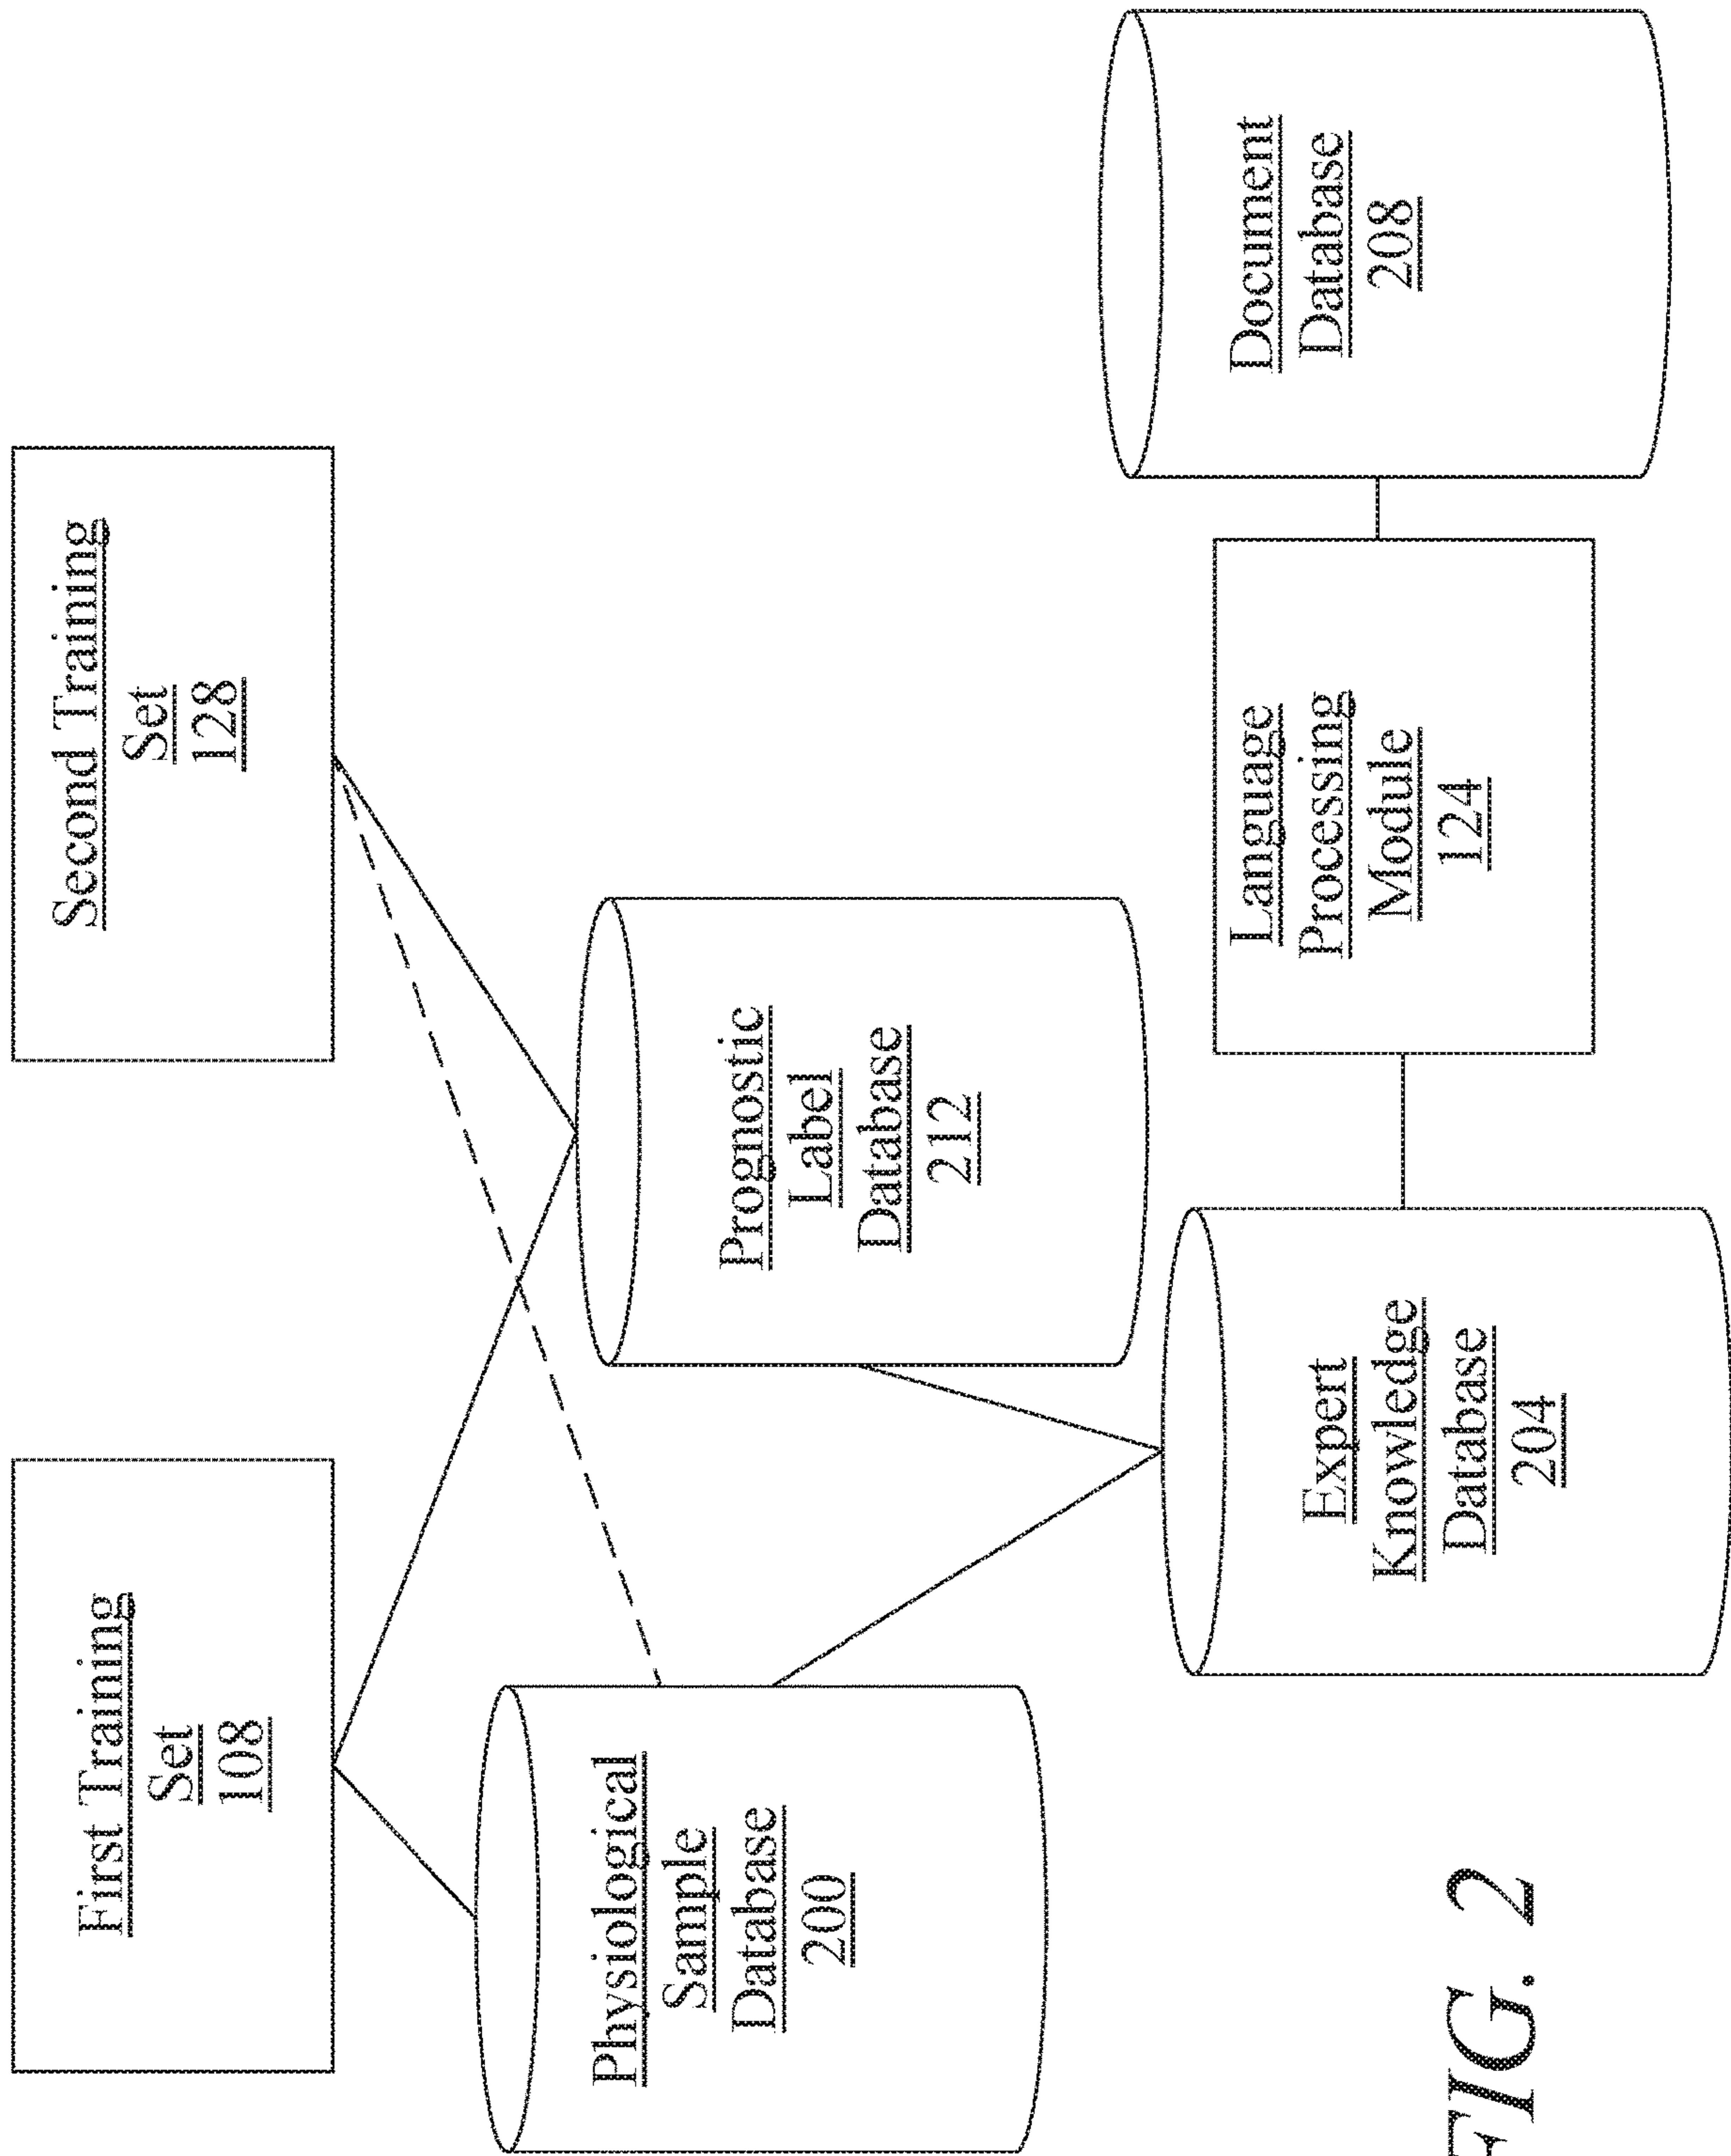 First Training
Set
108
Second Training
Set
128
Physiological
Sample
Database
200
Prognostic
Label
Database
212
Expert
Knowledge
Database
204
Language
Processing
Module
124
Document
Database
208
FIG. 2